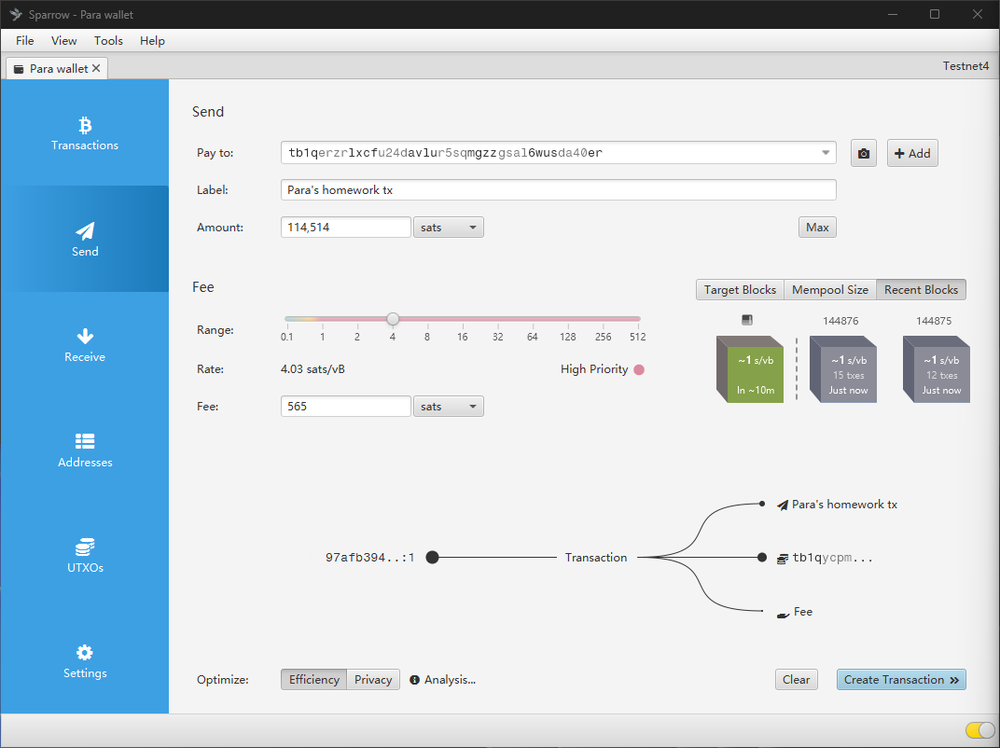 Sparrow - Para wallet
File View Tools Help
Para wallet
Testnet4
Transactions
Send
Receive
Addresses
UTXOs
Settings
Send
Pay to: tb1qerzrlxcfu24davlur5sqmgzzgsal6wusda40er
Add
Label: Para's homework tx
Amount: 114,514 sats Max
Fee
Target Blocks Mempool Size Recent Blocks
Range:
0.1 1 2 4 8 16 32 64 128 256 512
Rate: 4.03 sats/vB High Priority
Fee: 565 sats
~1 s/vb
In ~10m
144876
~1 s/vb
15 txes
Just now
144875
~1 s/vb
12 txes
Just now
97afb394..:1
Transaction
Para's homework tx
tb1qycpm...
Fee
Optimize: Efficiency Privacy Analysis...
Clear Create Transaction »